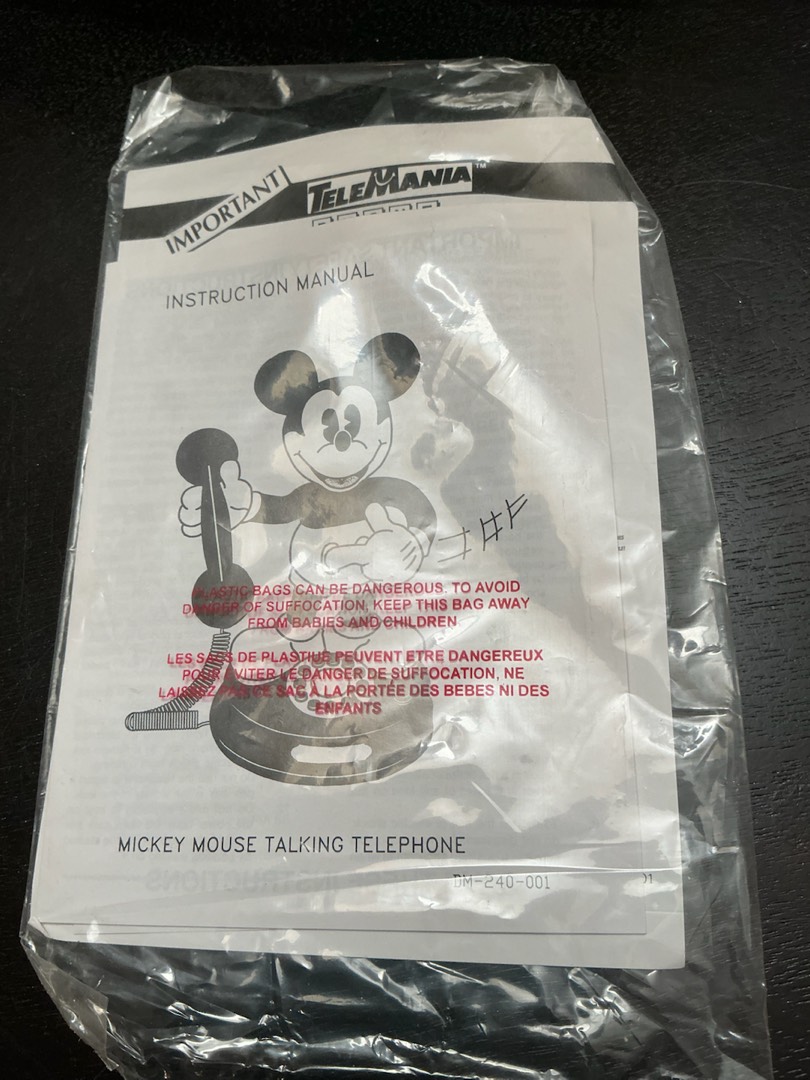 IMPORTANT
TELEMANIA™
INSTRUCTION MANUAL
PLASTIC BAGS CAN BE DANGEROUS. TO AVOID
DANGER OF SUFFOCATION, KEEP THIS BAG AWAY
FROM BABIES AND CHILDREN
LES SACS DE PLASTIUE PEUVENT ETRE DANGEREUX
POUR EVITER LE DANGER DE SUFFOCATION, NE
LAISSEZ PAS CE SAC A LA PORTÉE DES BEBES NI DES
ENFANTS
MICKEY MOUSE TALKING TELEPHONE
DM-240-001